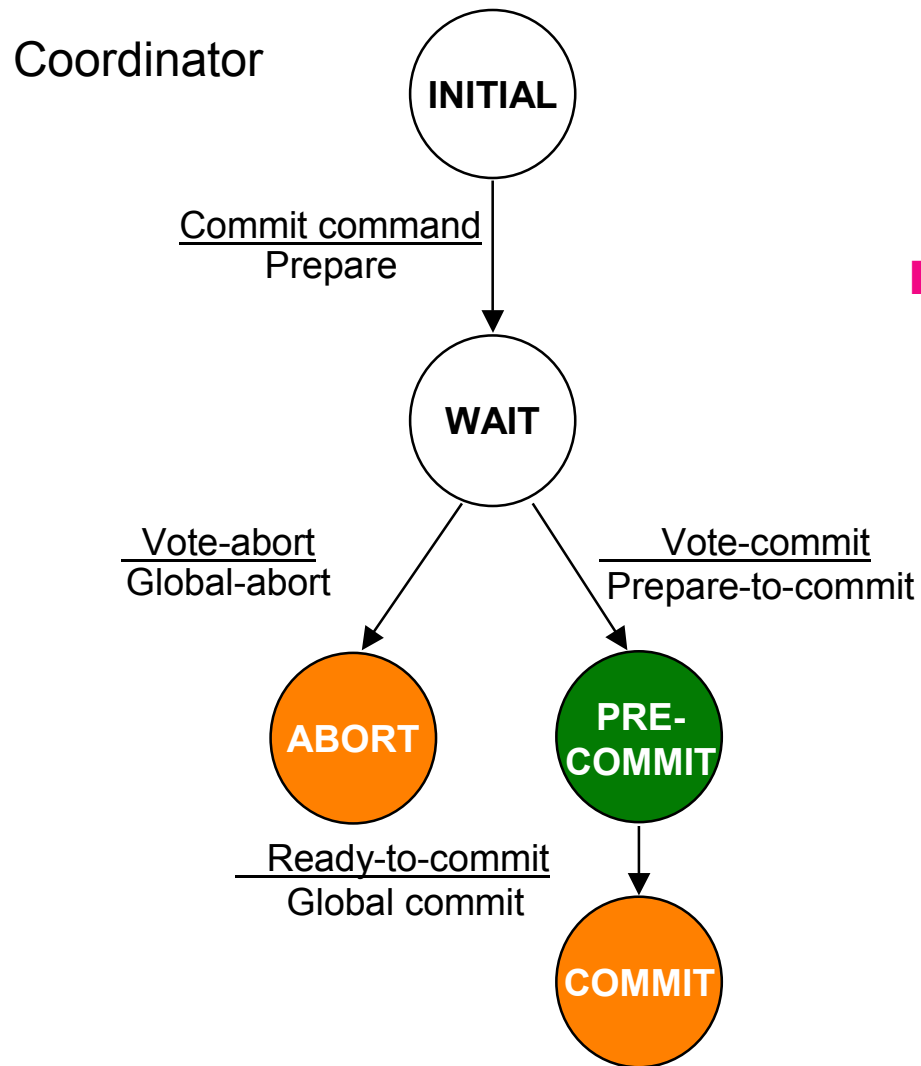 Coordinator
INITIAL
Commit command
Prepare
WAIT
Vote-abort
Global-abort
Vote-commit
Prepare-to-commit
ABORT
PRE-
COMMIT
Ready-to-commit
Global commit
COMMIT